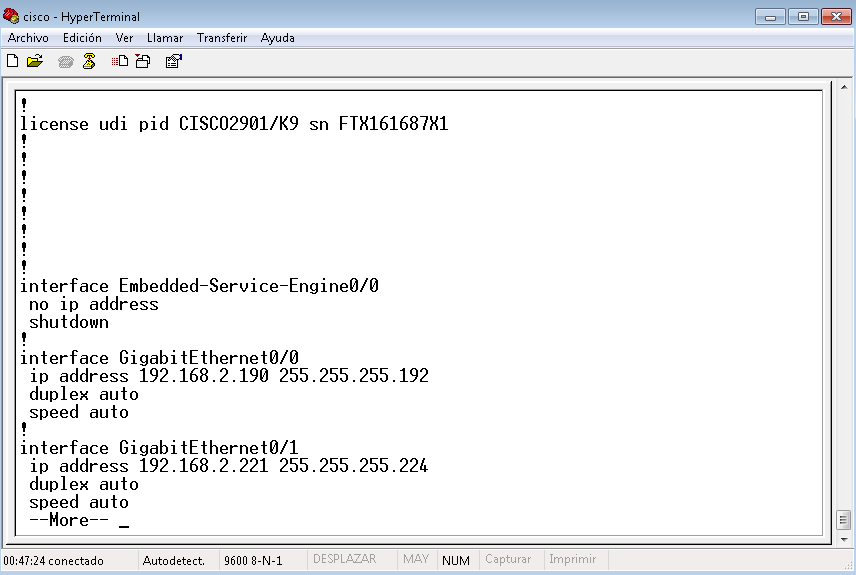 cisco - HyperTerminal
Archivo Edición Ver Llamar Transferir Ayuda
!
license udi pid CISCO2901/K9 sn FTX161687X1
!
!
!
!
!
!
!
!
interface Embedded-Service-Engine0/0
no ip address
shutdown
!
interface GigabitEthernet0/0
ip address 192.168.2.190 255.255.255.192
duplex auto
speed auto
!
interface GigabitEthernet0/1
ip address 192.168.2.221 255.255.255.224
duplex auto
speed auto
--More-- _
00:47:24 conectado Autodetect. 9600 8-N-1 DESPLAZAR MAY NUM Capturar Imprimir